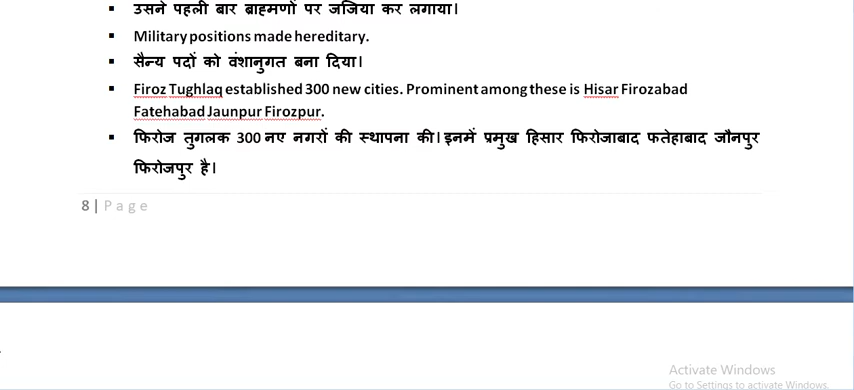 ▪ उसने पहली बार ब्राह्मणों पर जजिया कर लगाया।
▪ Military positions made hereditary.
▪ सैन्य पदों को वंशानुगत बना दिया।
▪ Firoz Tughlaq established 300 new cities. Prominent among these is Hisar Firozabad
Fatehabad Jaunpur Firozpur.
▪ फिरोज तुगलक 300 नए नगरों की स्थापना की। इनमें प्रमुख हिसार फिरोजाबाद फतेहाबाद जौनपुर
फिरोजपुर है।
8 | Page
Activate Windows
Go to Settings to activate Windows.